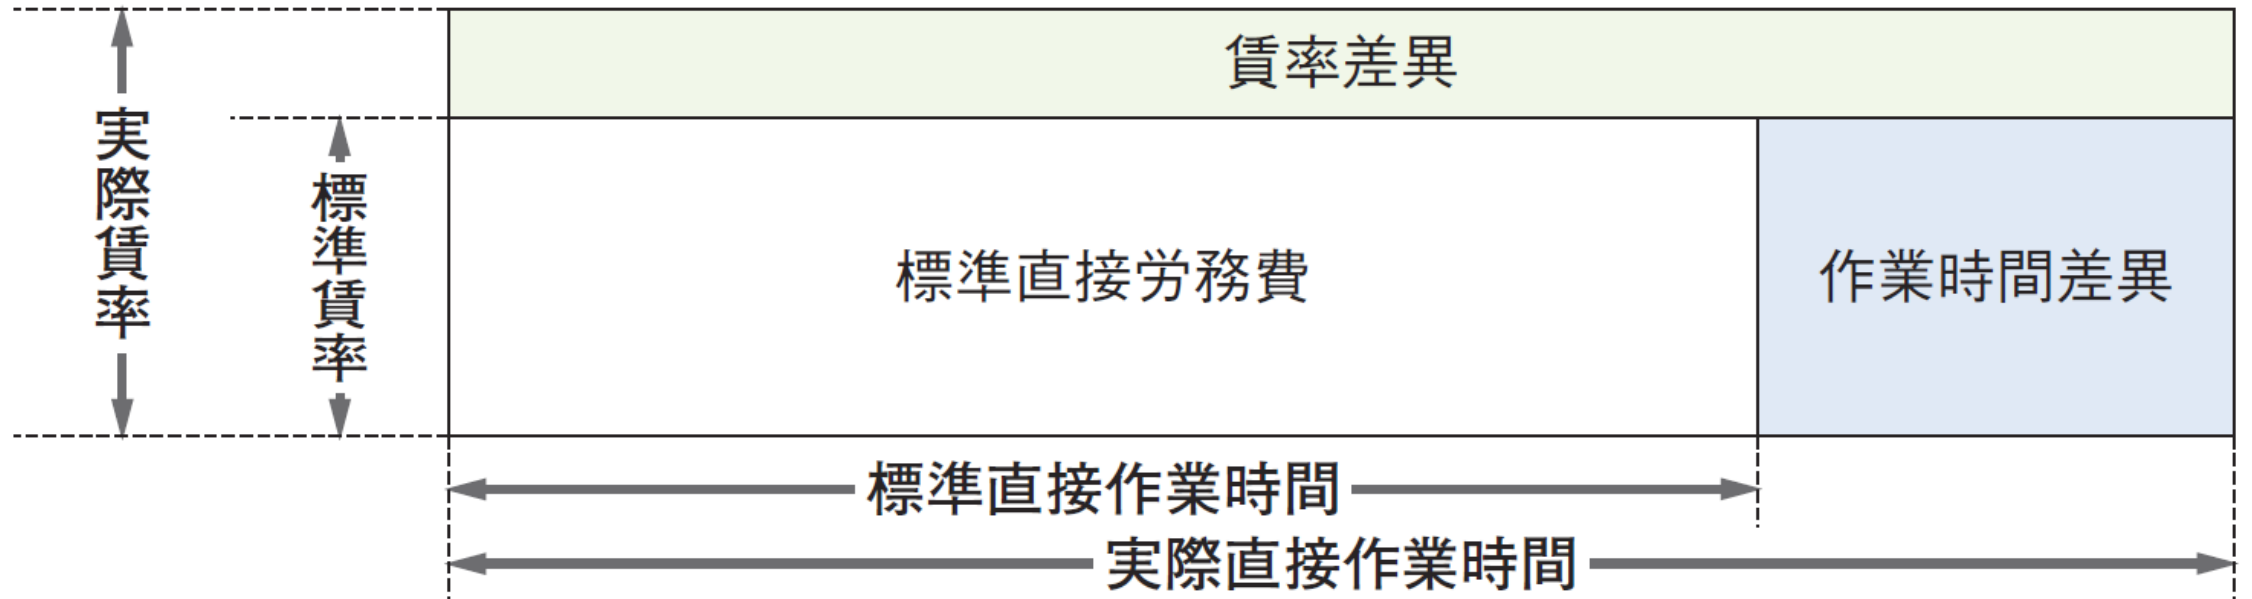 賃率差異
実際賃率
標準賃率
標準直接労務費
作業時間差異
標準直接作業時間
実際直接作業時間